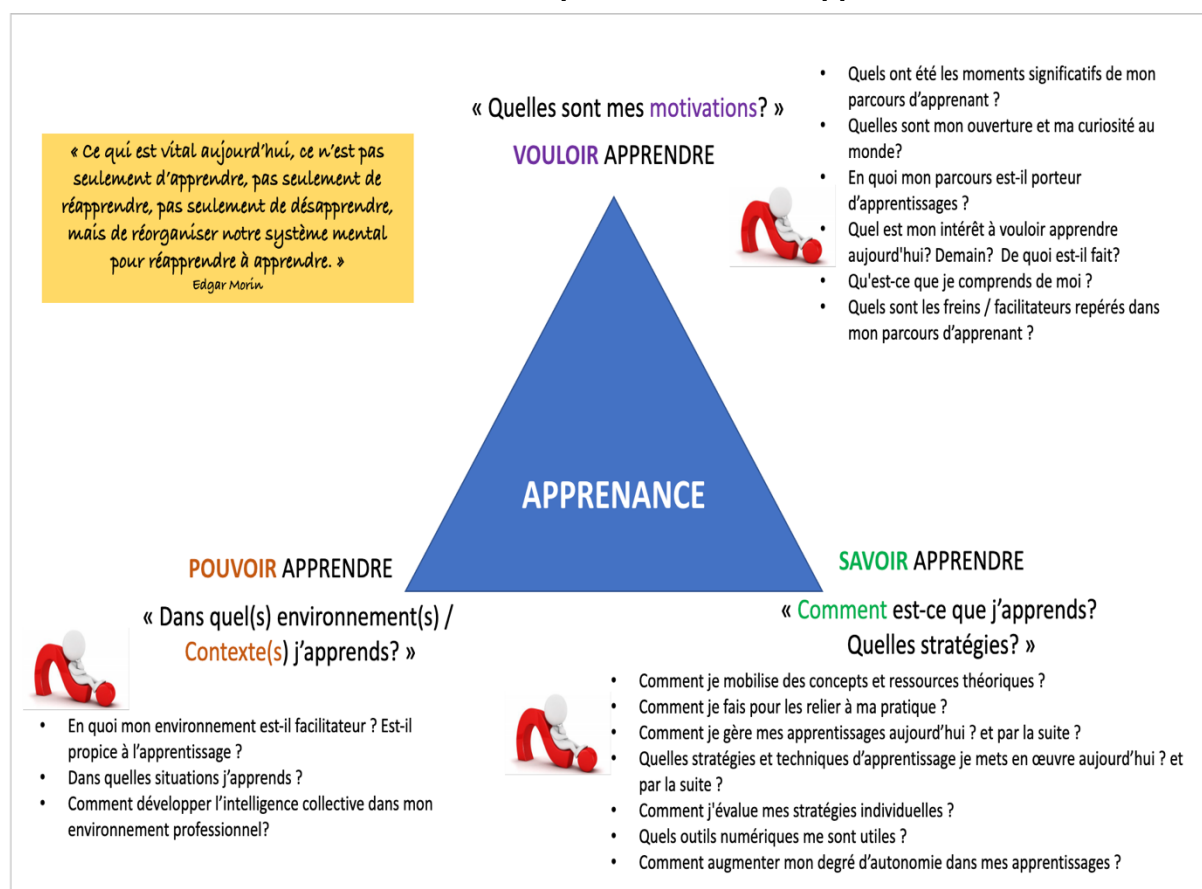 « Quelles sont mes motivations? »
VOULOIR APPRENDRE
« Ce qui est vital aujourd’hui, ce n’est pas
seulement d’apprendre, pas seulement de
réapprendre, pas seulement de désapprendre,
mais de réorganiser notre système mental
pour réapprendre à apprendre. »
Edgar Morin
• Quels ont été les moments significatifs de mon
parcours d’apprenant ?
• Quelles sont mon ouverture et ma curiosité au
monde?
• En quoi mon parcours est-il porteur
d’apprentissages ?
• Quel est mon intérêt à vouloir apprendre
aujourd'hui? Demain? De quoi est-il fait?
• Qu'est-ce que je comprends de moi ?
• Quels sont les freins / facilitateurs repérés dans
mon parcours d’apprenant ?
APPRENANCE
POUVOIR APPRENDRE
« Dans quel(s) environnement(s) /
Contexte(s) j’apprends? »
• En quoi mon environnement est-il facilitateur ? Est-il
propice à l’apprentissage ?
• Dans quelles situations j’apprends ?
• Comment développer l’intelligence collective dans mon
environnement professionnel?
SAVOIR APPRENDRE
« Comment est-ce que j’apprends?
Quelles stratégies? »
• Comment je mobilise des concepts et ressources théoriques ?
• Comment je fais pour les relier à ma pratique ?
• Comment je gère mes apprentissages aujourd’hui ? et par la suite ?
• Quelles stratégies et techniques d’apprentissage je mets en œuvre aujourd’hui ? et
par la suite ?
• Comment j'évalue mes stratégies individuelles ?
• Quels outils numériques me sont utiles ?
• Comment augmenter mon degré d’autonomie dans mes apprentissages ?